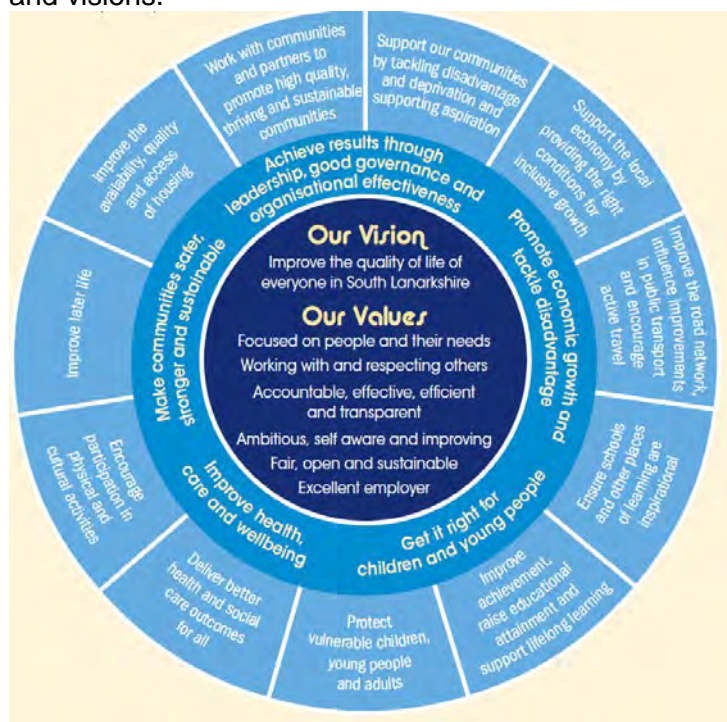 and visions.
Work with communities
and partners to
promote high quality,
thriving and sustainable
communities
Support our communities
by tackling disadvantage
and deprivation and
supporting aspiration
Support the local
economy by
providing the right
conditions for
inclusive growth
Improve the road network,
influence improvements
in public transport
and encourage
active travel
Ensure schools
and other places
of learning are
inspirational
Improve
achievement,
raise educational
attainment and
support lifelong learning
Protect
vulnerable children,
young people
and adults
Deliver better
health and social
care outcomes
for all
Encourage
participation in
physical and
cultural activities
Improve later life
Improve the
availability, quality
and access
of housing
Achieve results through
leadership, good governance and
organisational effectiveness
Promote economic growth and
tackle disadvantage
Get it right for
children and young people
Improve health,
care and wellbeing
Make communities safer,
stronger and sustainable
Our Vision
Improve the quality of life of
everyone in South Lanarkshire
Our Values
Focused on people and their needs
Working with and respecting others
Accountable, effective, efficient
and transparent
Ambitious, self aware and improving
Fair, open and sustainable
Excellent employer